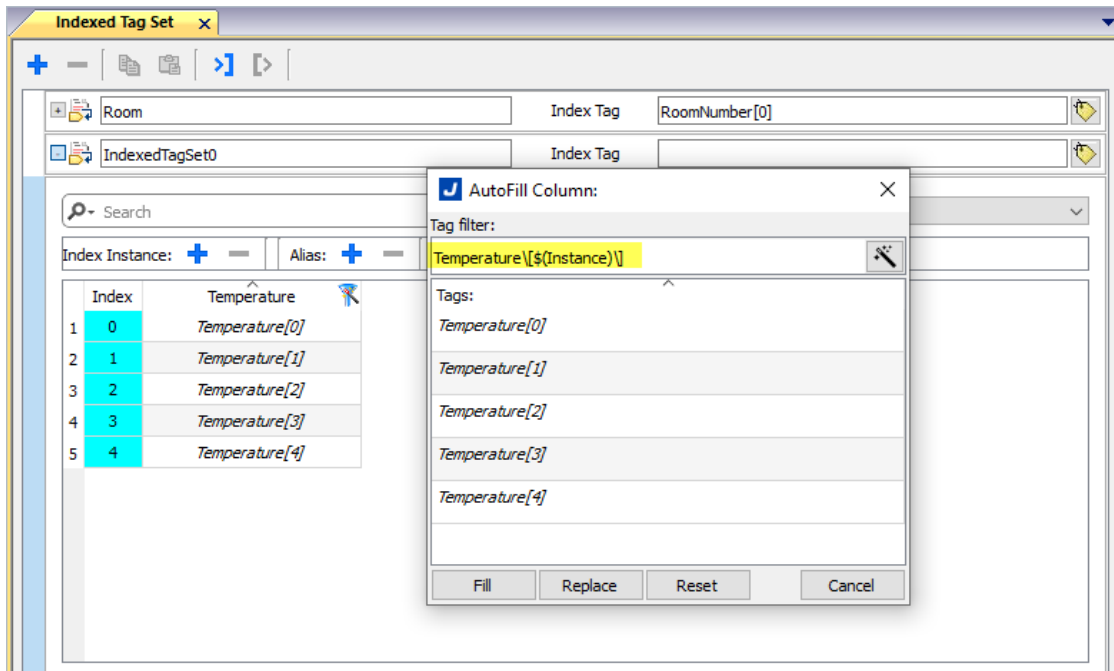 Indexed Tag Set
Room Index Tag RoomNumber[0]
IndexedTagSet0 Index Tag
AutoFill Column:
Search
Tag filter:
Index Instance: Alias:
Temperature\[$(Instance)\]
Index Temperature
Tags:
1 0 Temperature[0]
2 1 Temperature[1]
3 2 Temperature[2]
4 3 Temperature[3]
5 4 Temperature[4]
Temperature[0]
Temperature[1]
Temperature[2]
Temperature[3]
Temperature[4]
Fill Replace Reset Cancel